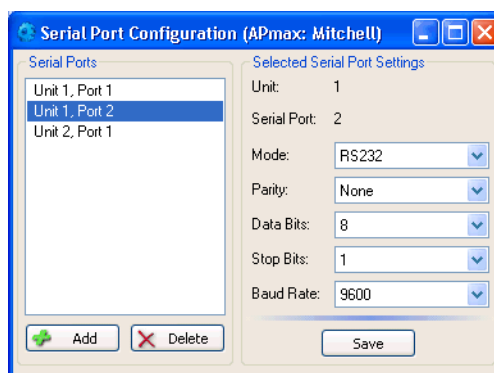 Serial Port Configuration (APmax: Mitchell)
Serial Ports
Unit 1, Port 1
Unit 1, Port 2
Unit 2, Port 1
Add
Delete
Selected Serial Port Settings
Unit: 1
Serial Port: 2
Mode: RS232
Parity: None
Data Bits: 8
Stop Bits: 1
Baud Rate: 9600
Save